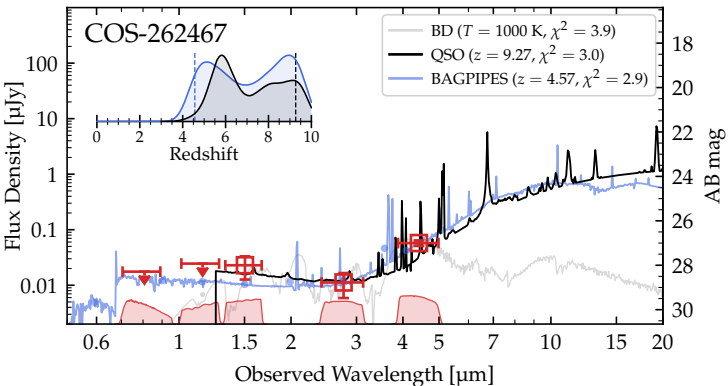 COS-262467
BD (T = 1000 K, χ² = 3.9)
QSO (z = 9.27, χ² = 3.0)
BAGPIPES (z = 4.57, χ² = 2.9)
Flux Density [μJy]
100
10
1
0.1
0.01
0 2 4 6 8 10
Redshift
18
20
22
24
26
28
30
AB mag
0.6 1 1.5 2 3 4 5 7 10 15 20
Observed Wavelength [μm]